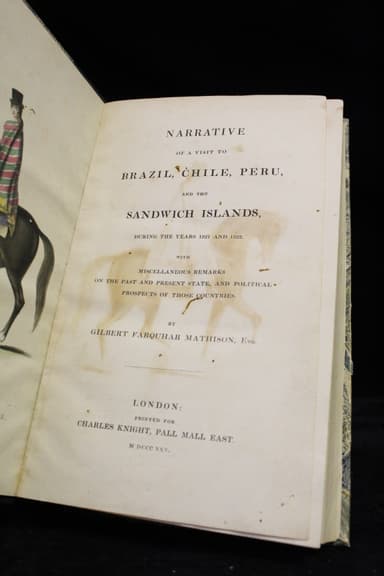 NARRATIVE
OF A VISIT TO
BRAZIL, CHILE, PERU,
AND THE
SANDWICH ISLANDS,
DURING THE YEARS 1821 AND 1822.
WITH
MISCELLANEOUS REMARKS
ON THE PAST AND PRESENT STATE, AND POLITICAL
PROSPECTS OF THOSE COUNTRIES.
BY
GILBERT FARQUHAR MATHISON, Esq.
LONDON:
PRINTED FOR
CHARLES KNIGHT, PALL MALL EAST.
M DCCC XXV.